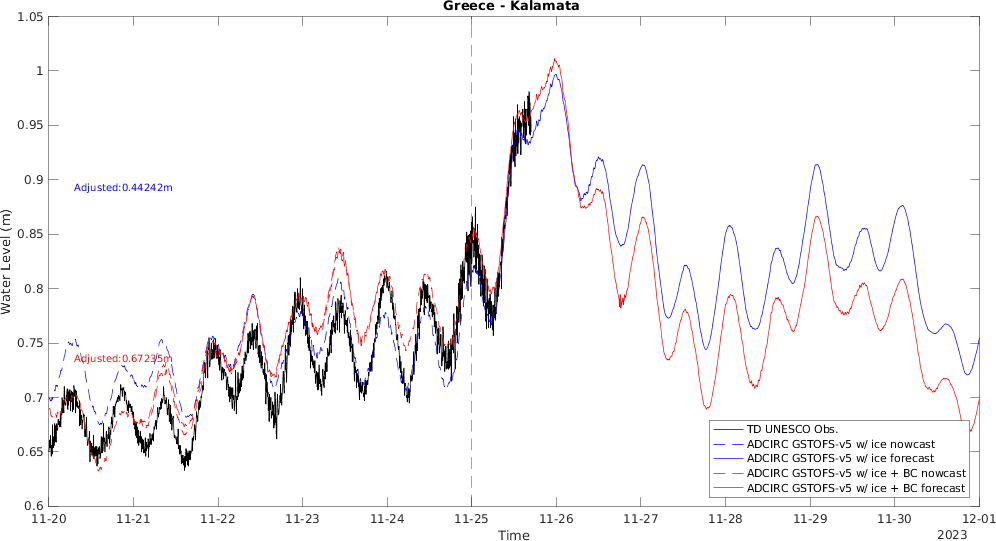 Greece - Kalamata
1.05
1
0.95
0.9
0.85
0.8
0.75
0.7
0.65
0.6
Water Level (m)
Adjusted:0.44242m
Adjusted:0.67235m
TD UNESCO Obs.
ADCIRC GSTOFS-v5 w/ ice nowcast
ADCIRC GSTOFS-v5 w/ ice forecast
ADCIRC GSTOFS-v5 w/ ice + BC nowcast
ADCIRC GSTOFS-v5 w/ ice + BC forecast
11-20 11-21 11-22 11-23 11-24 11-25 11-26 11-27 11-28 11-29 11-30 12-01
Time
2023